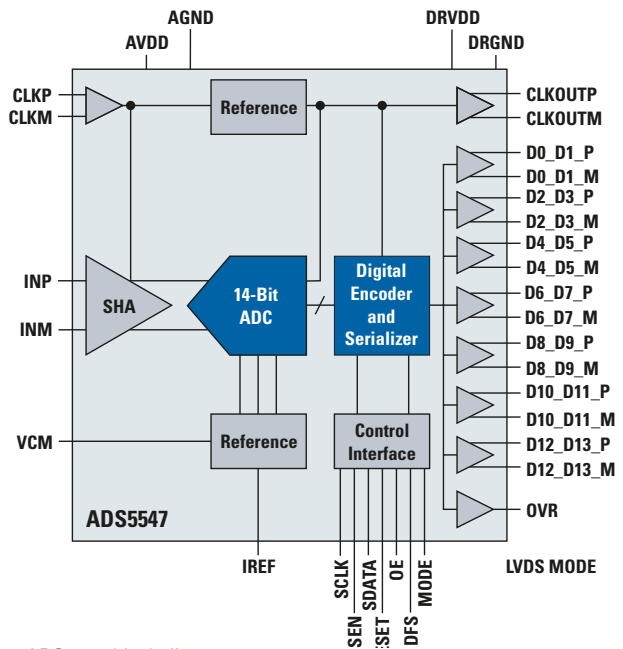 AGND
DRVDD
AVDD
DRGND
CLKP
CLKM
Reference
CLKOUTP
CLKOUTM
D0_D1_P
D0_D1_M
D2_D3_P
D2_D3_M
D4_D5_P
D4_D5_M
INP
INM
SHA
14-Bit
ADC
Digital
Encoder
and
Serializer
D6_D7_P
D6_D7_M
D8_D9_P
D8_D9_M
D10_D11_P
D10_D11_M
D12_D13_P
D12_D13_M
VCM
Reference
Control
Interface
OVR
ADS5547
IREF
SCLK
SEN
SDATA
OE
DFS
MODE
LVDS MODE